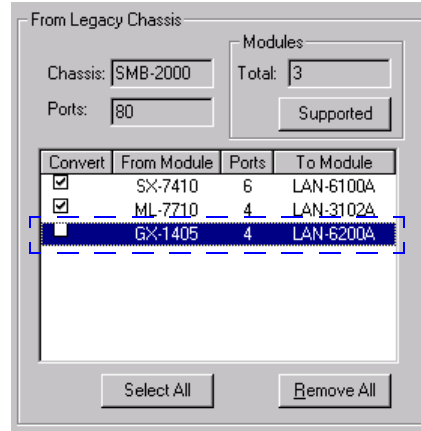 From Legacy Chassis
Modules
Chassis: SMB-2000 Total: 3
Ports: 80 Supported
Convert From Module Ports To Module
SX-7410 6 LAN-6100A
ML-7710 4 LAN-3102A
GX-1405 4 LAN-6200A
Select All Remove All